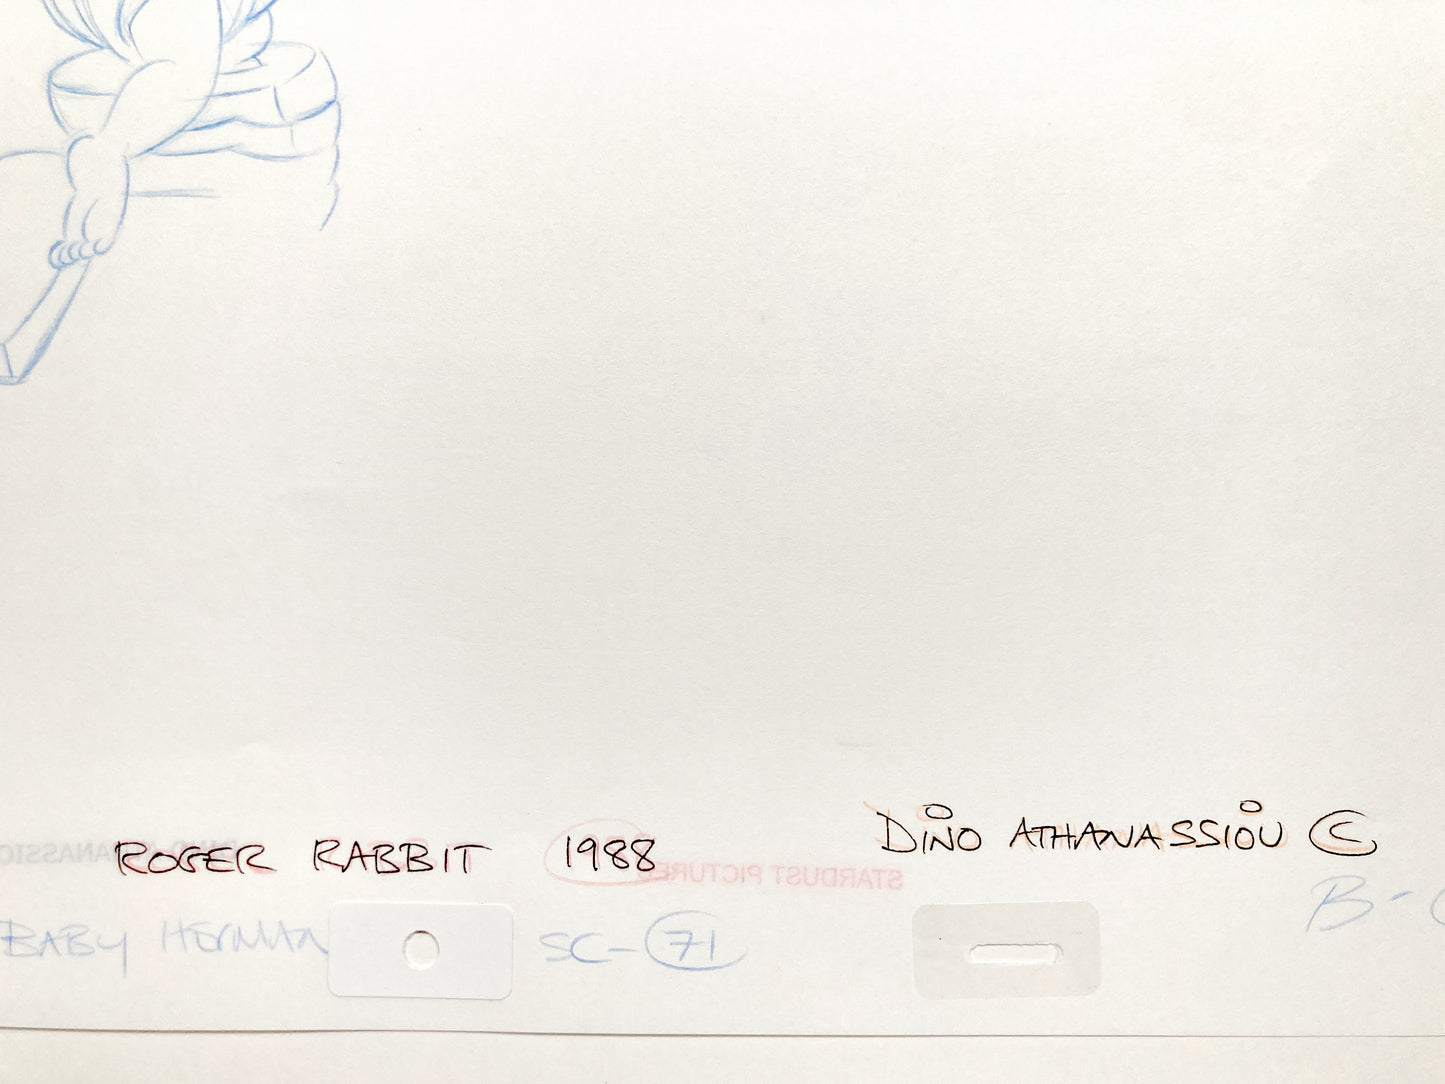 ROGER RABBIT 1988
DINO ATHANASSIOU ©
STARDUST PICTURES
BABY HERMAN SC-71
B-